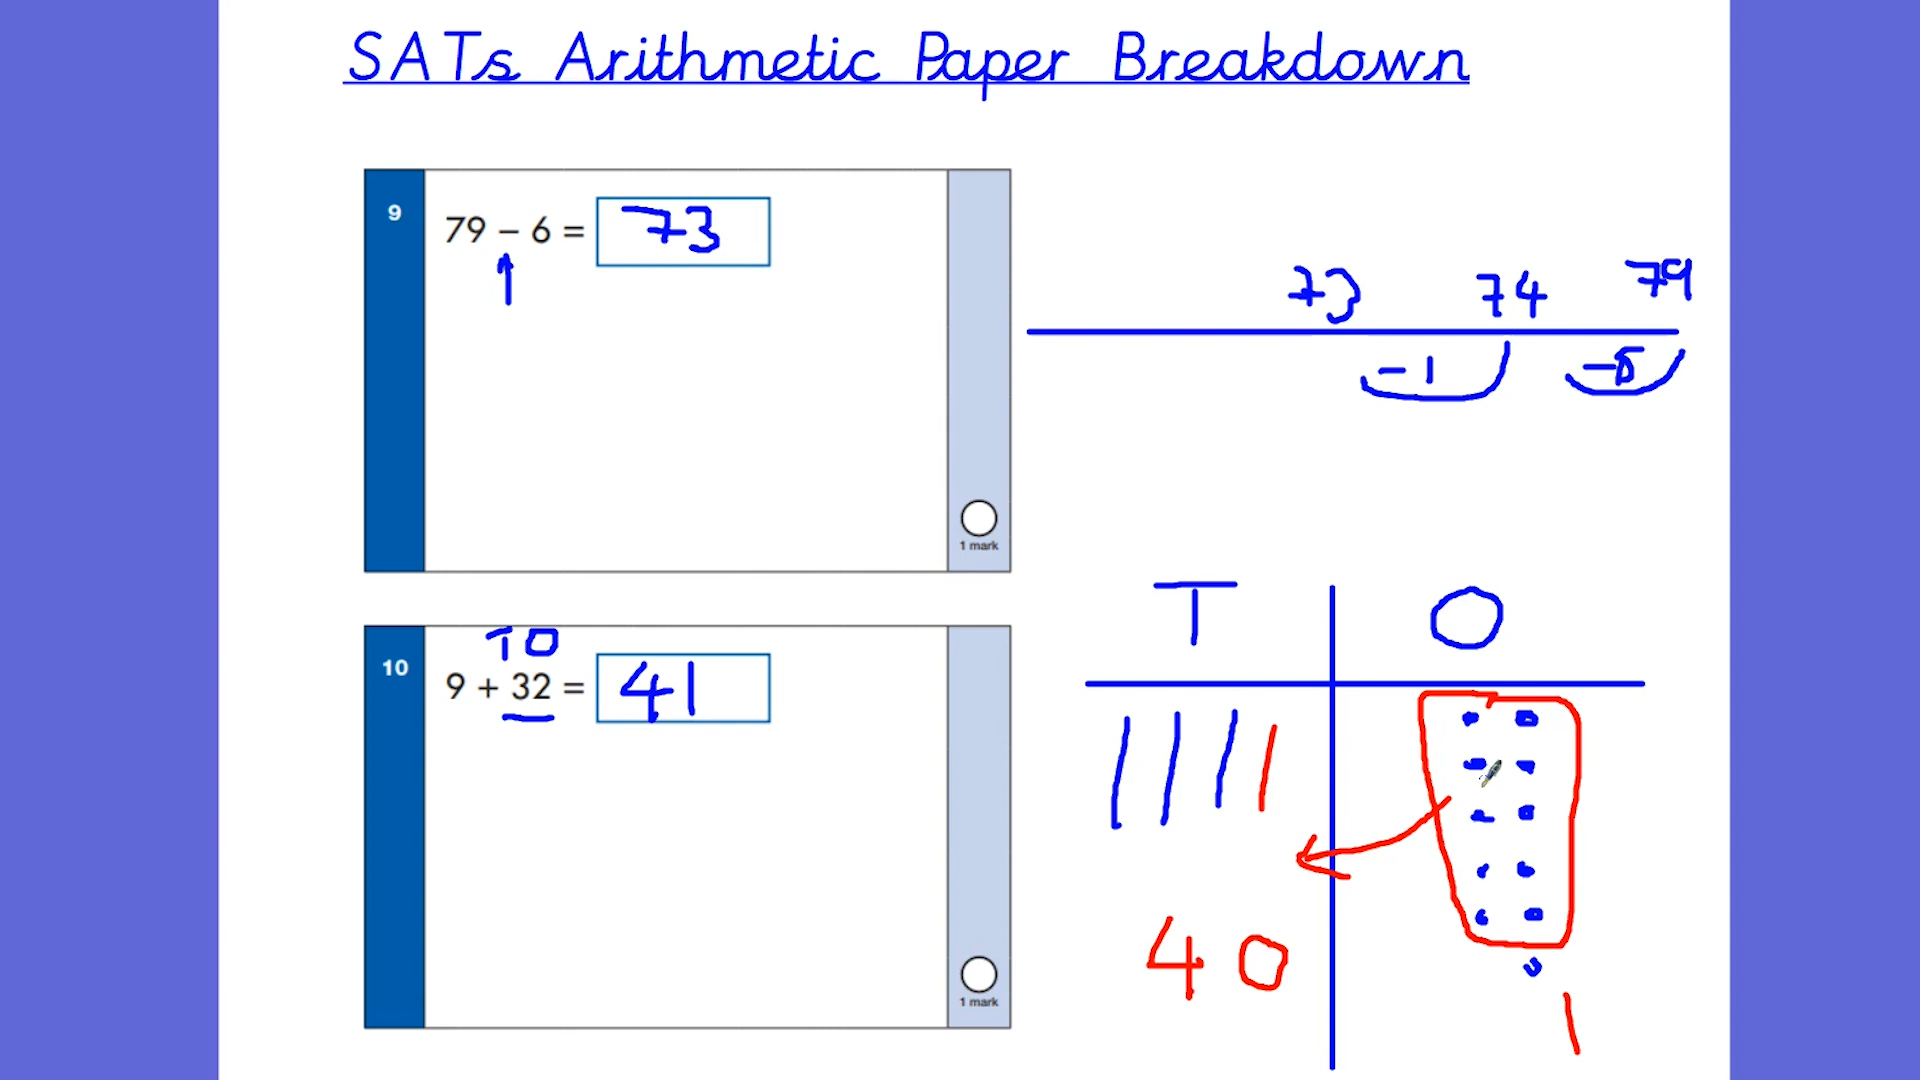 SATs Arithmetic Paper Breakdown
9
79 − 6 = 73
1 mark
73 74 79
−1 −5
10
TO
9 + 32 = 41
1 mark
T O
40
1